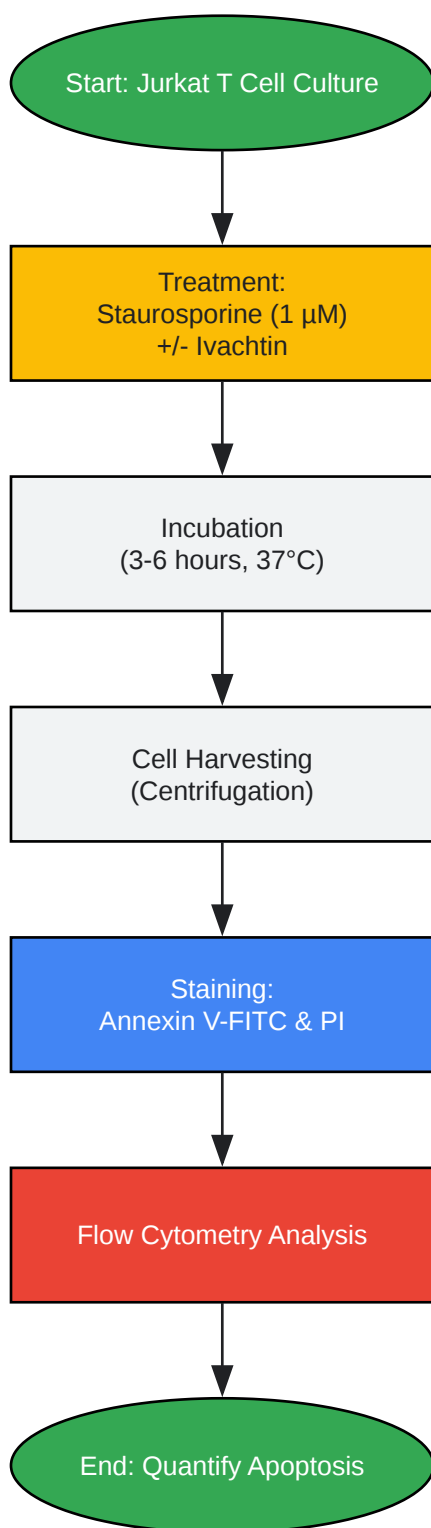 Start: Jurkat T Cell Culture
Treatment:
Staurosporine (1 µM)
+/- Ivachtin
Incubation
(3-6 hours, 37°C)
Cell Harvesting
(Centrifugation)
Staining:
Annexin V-FITC & PI
Flow Cytometry Analysis
End: Quantify Apoptosis